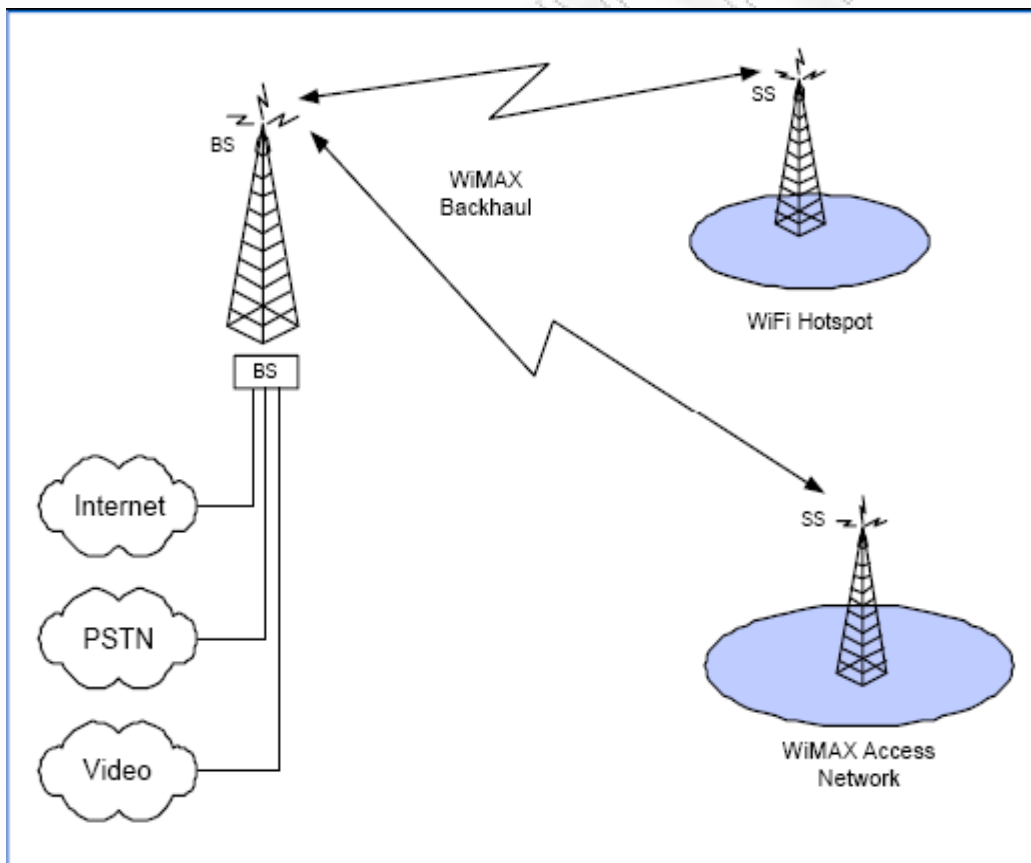 SS
BS
WiMAX
Backhaul
WiFi Hotspot
BS
Internet
SS
PSTN
WiMAX Access
Network
Video